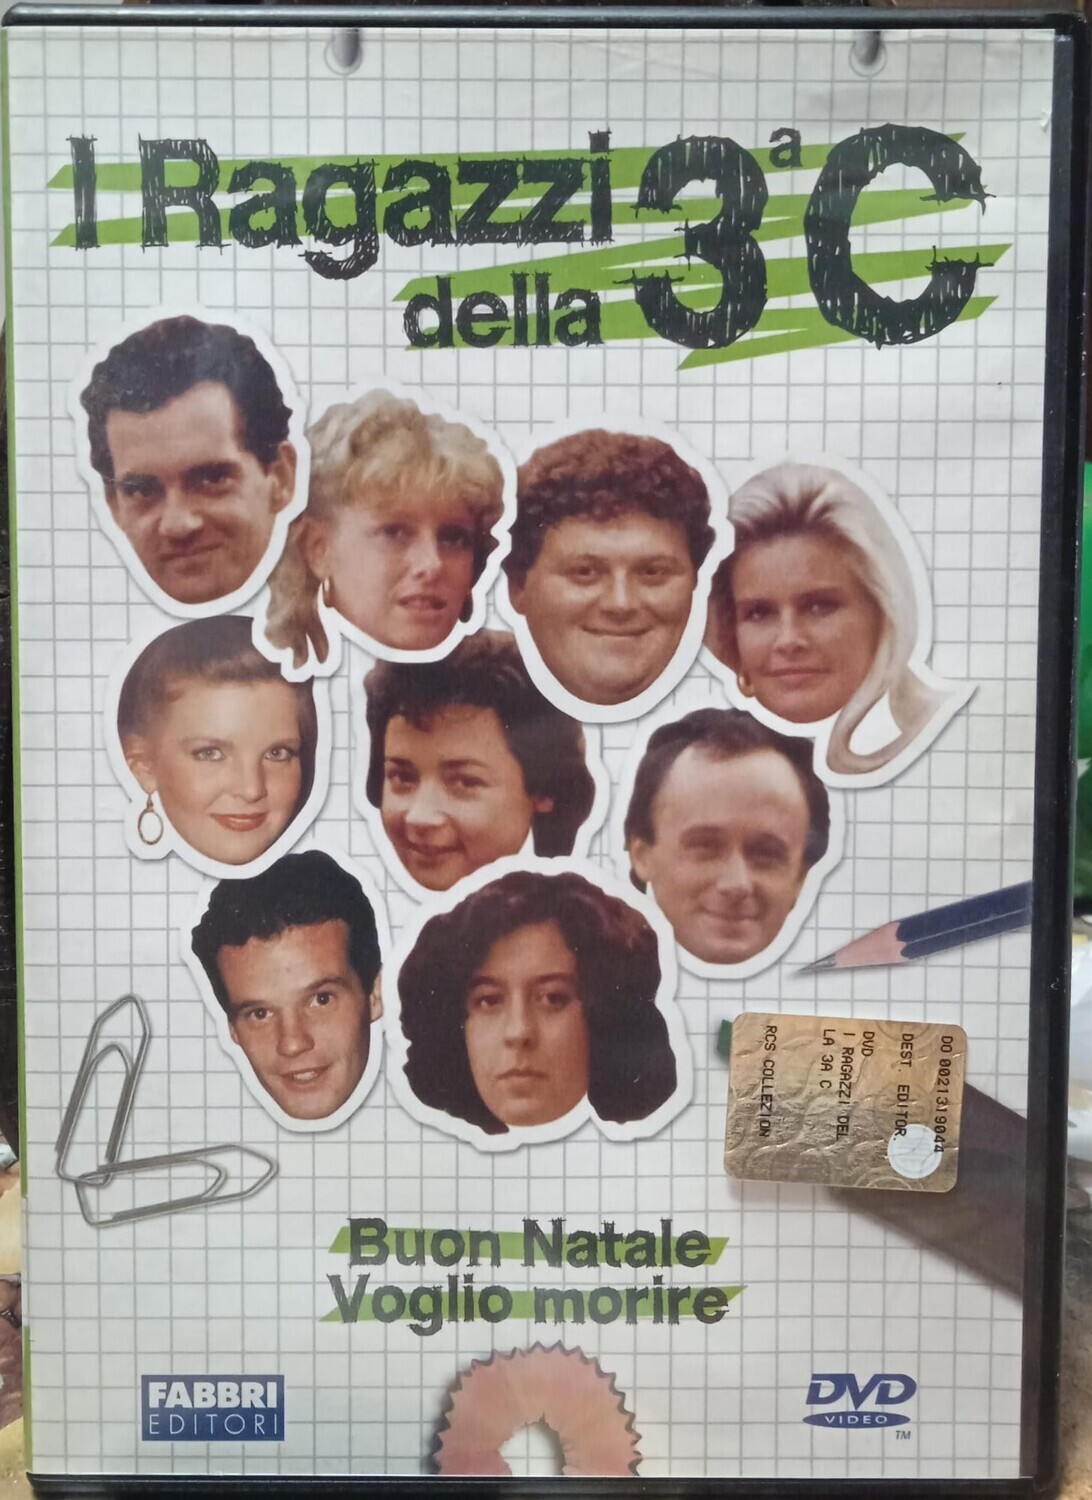 I Ragazzi
della
3ª C
DO 0021319044
DEST. EDITOR.
DVD
I RAGAZZI DEL
LA 3A C
RCS COLLEZION
Buon Natale
Voglio morire
FABBRI
EDITORI
DVD
VIDEO
TM